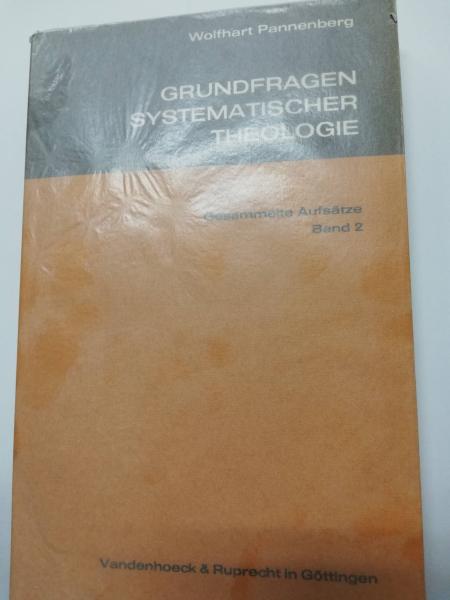 Wolfhart Pannenberg
GRUNDFRAGEN
SYSTEMATISCHER
THEOLOGIE
Gesammelte Aufsätze
Band 2
Vandenhoeck & Ruprecht in Göttingen